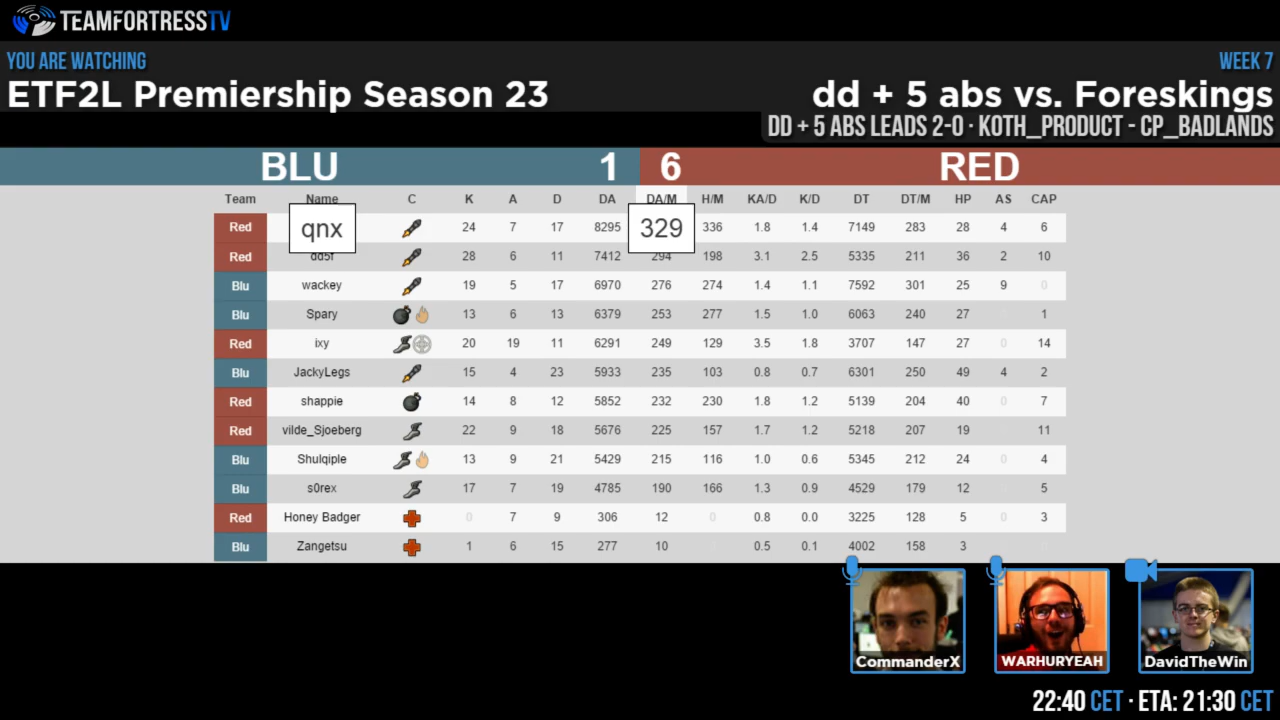 TEAMFORTRESSTV
YOU ARE WATCHING
WEEK 7
ETF2L Premiership Season 23
dd + 5 abs vs. Foreskings
DD + 5 ABS LEADS 2-0 · KOTH_PRODUCT - CP_BADLANDS
BLU 1 6 RED
Team Name C K A D DA DA/M H/M KA/D K/D DT DT/M HP AS CAP
Red qnx 24 7 17 8295 329 336 1.8 1.4 7149 283 28 4 6
Red dd5f 28 6 11 7412 294 198 3.1 2.5 5335 211 36 2 10
Blu wackey 19 5 17 6970 276 274 1.4 1.1 7592 301 25 9 0
Blu Spary 13 6 13 6379 253 277 1.5 1.0 6063 240 27 1
Red ixy 20 19 11 6291 249 129 3.5 1.8 3707 147 27 0 14
Blu JackyLegs 15 4 23 5933 235 103 0.8 0.7 6301 250 49 4 2
Red shappie 14 8 12 5852 232 230 1.8 1.2 5139 204 40 0 7
Red vilde_Sjoeberg 22 9 18 5676 225 157 1.7 1.2 5218 207 19 11
Blu Shulqiple 13 9 21 5429 215 116 1.0 0.6 5345 212 24 0 4
Blu s0rex 17 7 19 4785 190 166 1.3 0.9 4529 179 12 5
Red Honey Badger 0 7 9 306 12 0 0.8 0.0 3225 128 5 0 3
Blu Zangetsu 1 6 15 277 10 0.5 0.1 4002 158 3
CommanderX
WARHURYEAH
DavidTheWin
22:40 CET · ETA: 21:30 CET